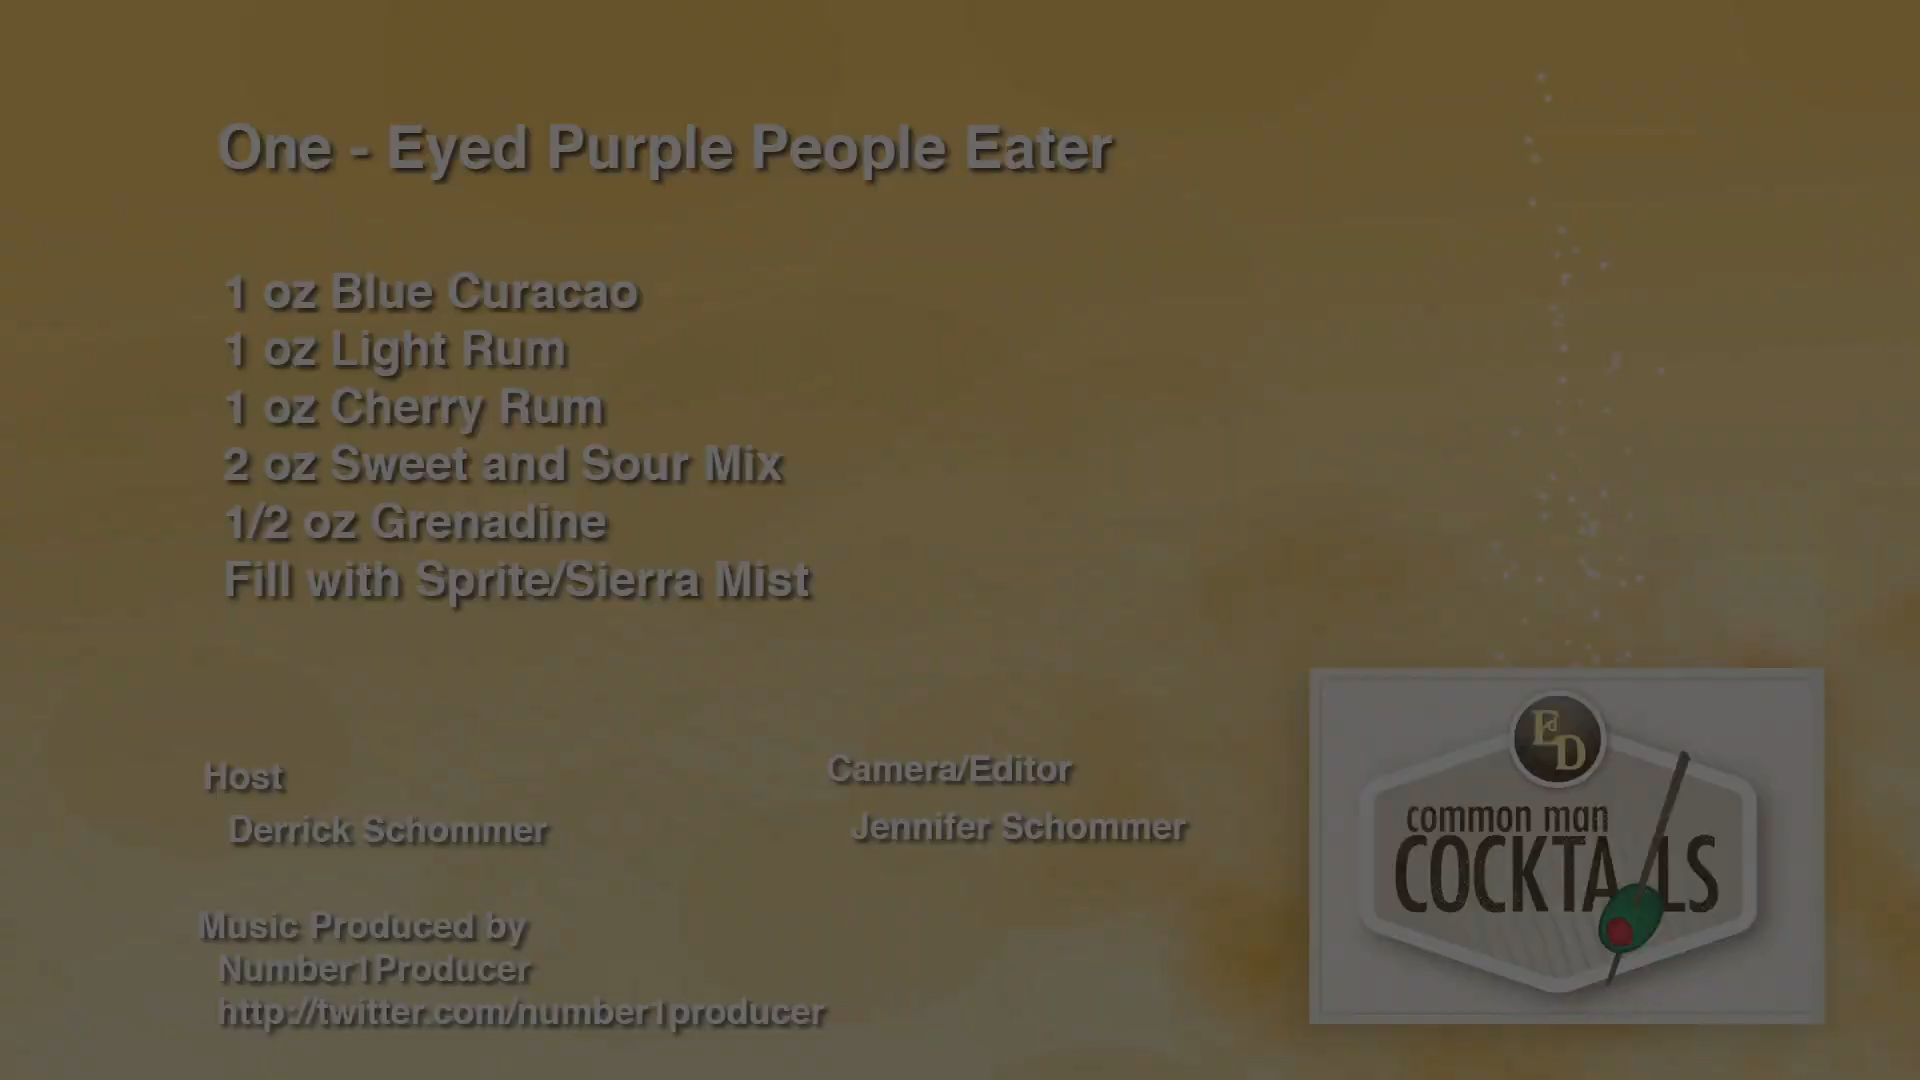 One - Eyed Purple People Eater
1 oz Blue Curacao
1 oz Light Rum
1 oz Cherry Rum
2 oz Sweet and Sour Mix
1/2 oz Grenadine
Fill with Sprite/Sierra Mist
Host
Derrick Schommer
Camera/Editor
Jennifer Schommer
Music Produced by
Number1Producer
http://twitter.com/number1producer
EdD
common man
COCKTAILS